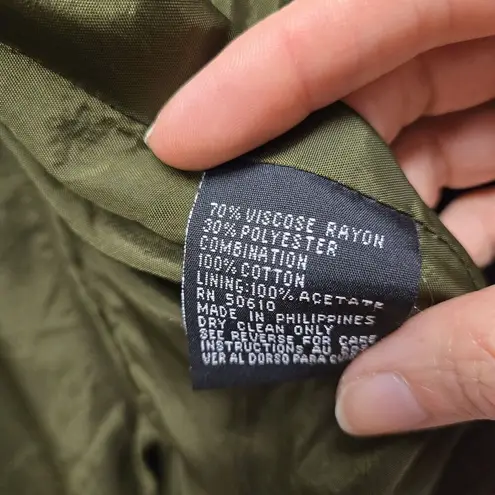 70% VISCOSE RAYON
30% POLYESTER
COMBINATION
100% COTTON
LINING:100% ACETATE
RN 50610
MADE IN PHILIPPINES
DRY CLEAN ONLY
SEE REVERSE FOR CARE
INSTRUCTIONS AU
VER AL DORSO PARA